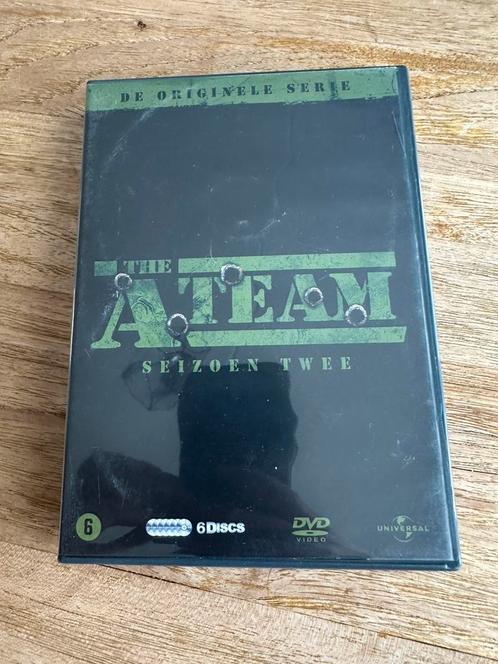 DE ORIGINELE SERIE
THE
A-TEAM
SEIZOEN TWEE
6
6 DISCS
DVD
VIDEO
UNIVERSAL